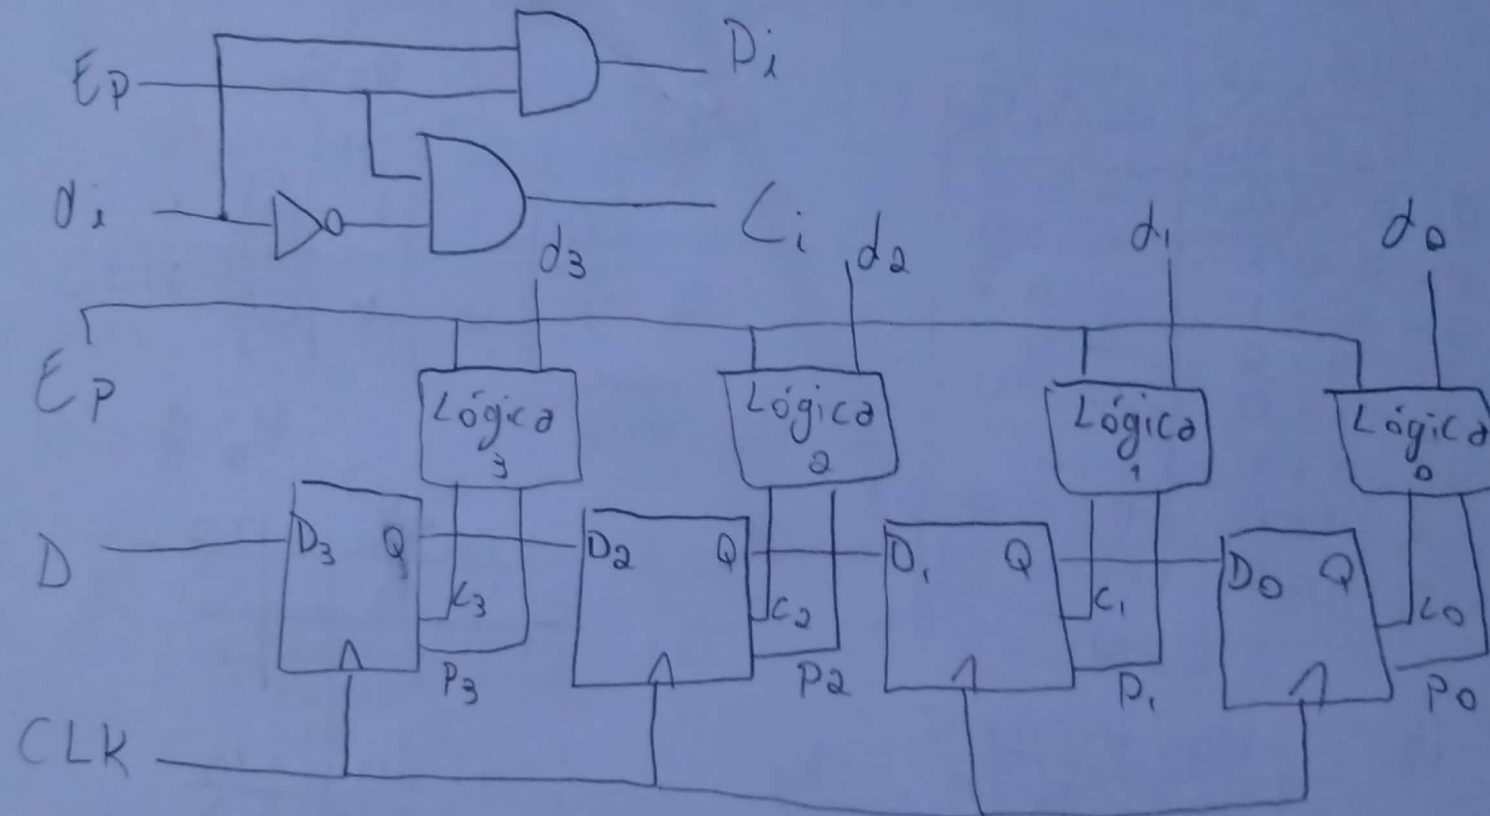 Ep
Di
di
Ci
d3
d2
d1
d0
Ep
Lógica
3
Lógica
2
Lógica
1
Lógica
0
D
D3 Q
D2 Q
D1 Q
D0 Q
C3
C2
C1
C0
P3
P2
P1
P0
CLK